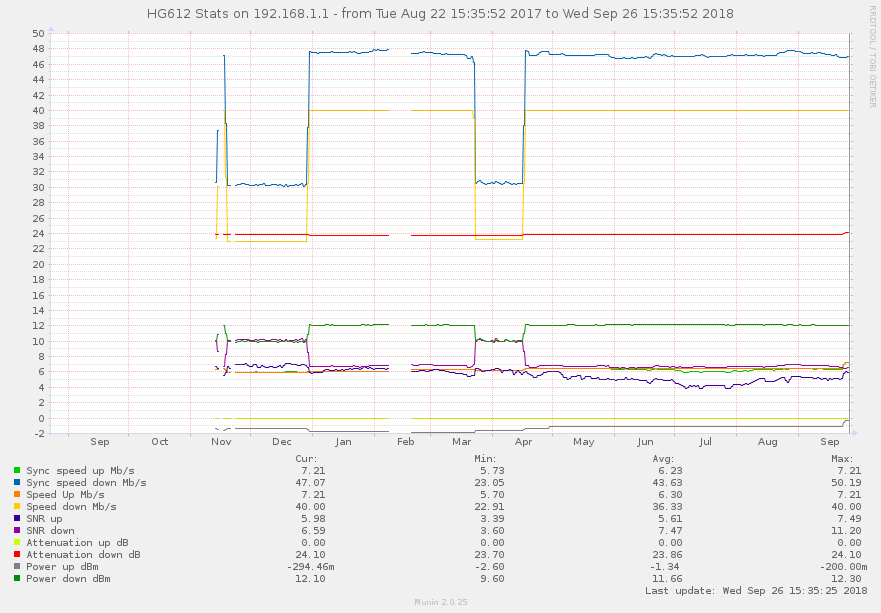 HG612 Stats on 192.168.1.1 - from Tue Aug 22 15:35:52 2017 to Wed Sep 26 15:35:52 2018
RRDTOOL / TOBI OETIKER
50
48
46
44
42
40
38
36
34
32
30
28
26
24
22
20
18
16
14
12
10
8
6
4
2
0
-2
Sep Oct Nov Dec Jan Feb Mar Apr May Jun Jul Aug Sep
Cur: Min: Avg: Max:
Sync speed up Mb/s 7.21 5.73 6.23 7.21
Sync speed down Mb/s 47.07 23.05 43.63 50.19
Speed Up Mb/s 7.21 5.70 6.30 7.21
Speed down Mb/s 40.00 22.91 36.33 40.00
SNR up 5.98 3.39 5.61 7.49
SNR down 6.59 3.60 7.47 11.20
Attenuation up dB 0.00 0.00 0.00 0.00
Attenuation down dB 24.10 23.70 23.86 24.10
Power up dBm -294.46m -2.60 -1.34 -200.00m
Power down dBm 12.10 9.60 11.66 12.30
Last update: Wed Sep 26 15:35:25 2018
Munin 2.0.25